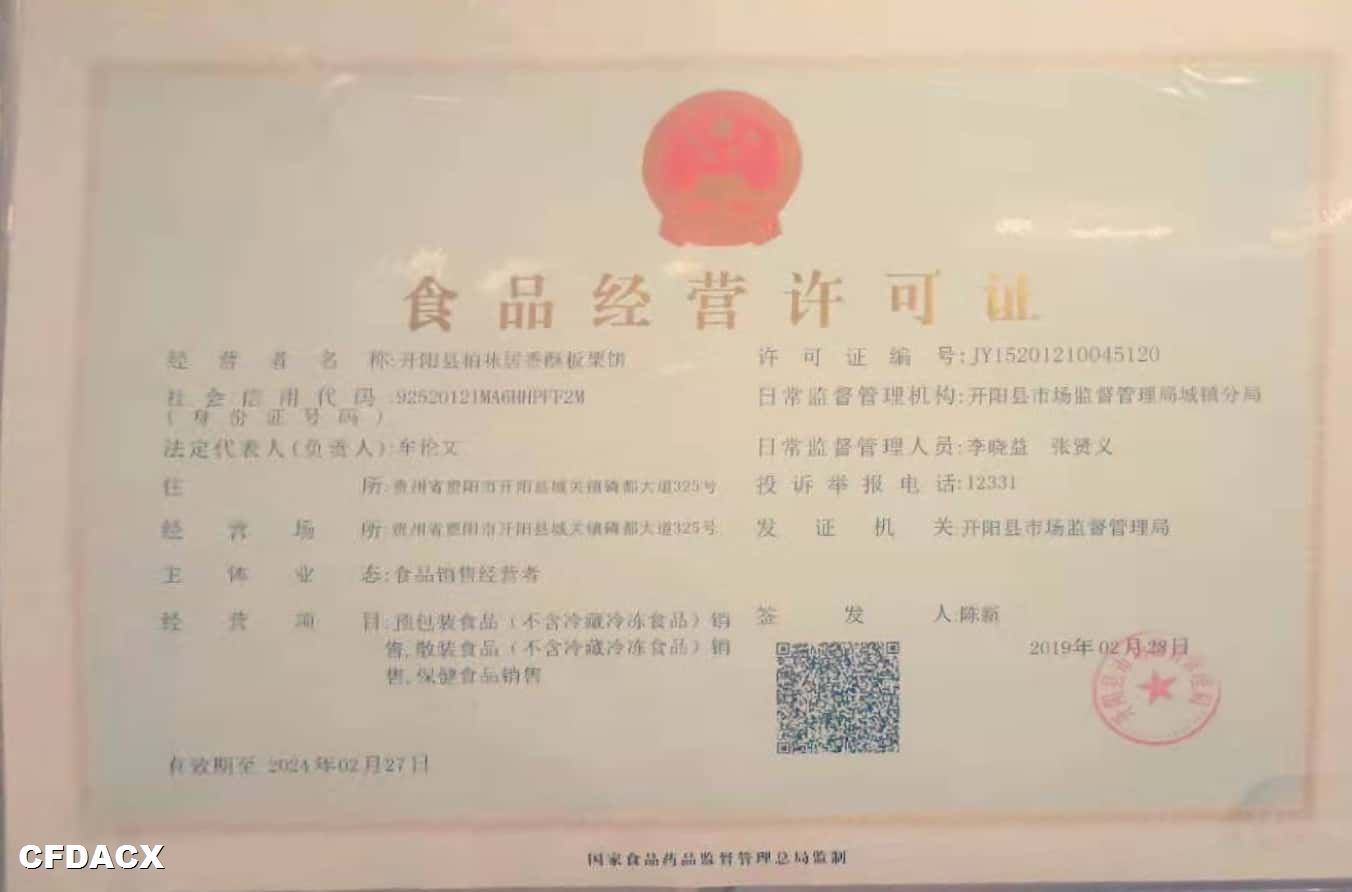 食品经营许可证
经营者名称:开阳县柏味居香酥板栗饼
许可证编号:JY15201210045120
社会信用代码:92520121MA6HHPFF2M
(身份证号码)
日常监督管理机构:开阳县市场监督管理局城镇分局
法定代表人(负责人):车伦文
日常监督管理人员:李晓益 张贤义
住所:贵州省贵阳市开阳县城关镇磷都大道325号
投诉举报电话:12331
经营场所:贵州省贵阳市开阳县城关镇磷都大道325号
发证机关:开阳县市场监督管理局
主体业态:食品销售经营者
经营项目:预包装食品(不含冷藏冷冻食品)销
售,散装食品(不含冷藏冷冻食品)销
售,保健食品销售
签发人:陈新
2019年02月28日
有效期至 2024年02月27日
国家食品药品监督管理总局监制
CFDACX